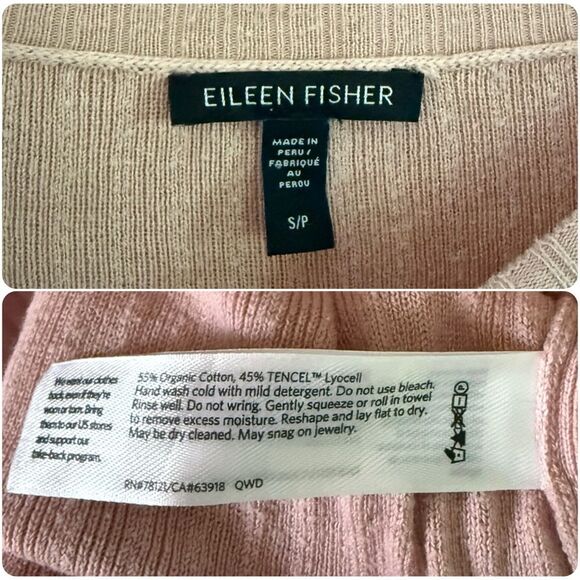 EILEEN FISHER
MADE IN
PERU /
FABRIQUÉ
AU
PEROU
S/P
We want our clothes
back, even if they're
worn or torn. Bring
them to our US stores
and support our
take-back program.
55% Organic Cotton, 45% TENCEL™ Lyocell
Hand wash cold with mild detergent. Do not use bleach.
Rinse well. Do not wring. Gently squeeze or roll in towel
to remove excess moisture. Reshape and lay flat to dry.
May be dry cleaned. May snag on jewelry.
RN#78121/CA#63918 QWD